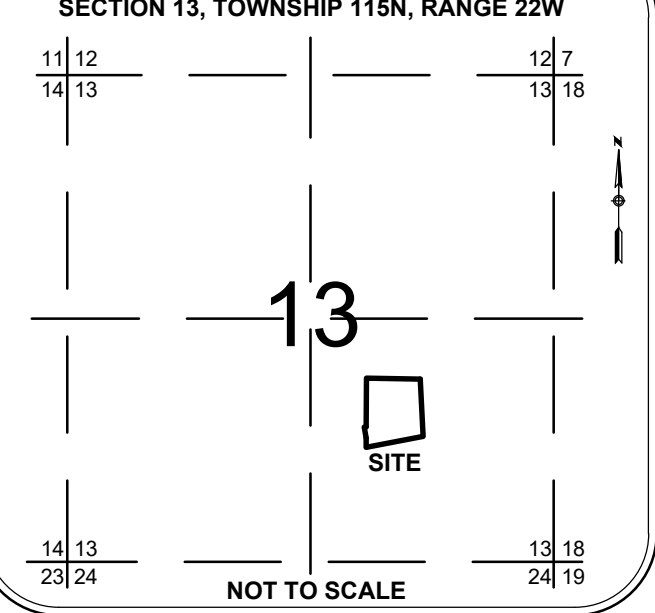 SECTION 13, TOWNSHIP 115N, RANGE 22W
11 12
12 7
14 13
13 18
N
13
SITE
14 13
13 18
23 24
24 19
NOT TO SCALE